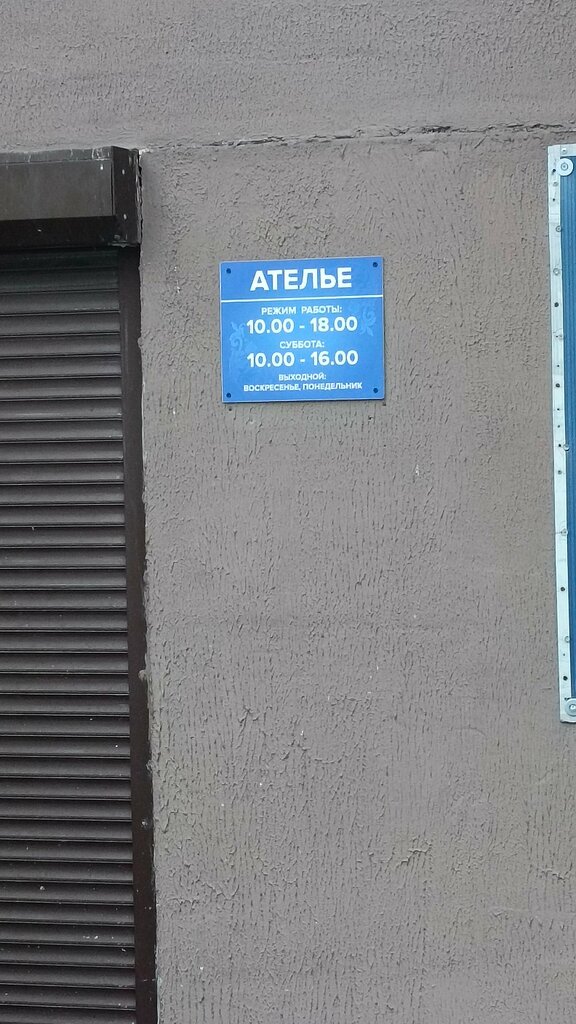 АТЕЛЬЕ
РЕЖИМ РАБОТЫ:
10.00 - 18.00
СУББОТА:
10.00 - 16.00
ВЫХОДНОЙ:
ВОСКРЕСЕНЬЕ, ПОНЕДЕЛЬНИК